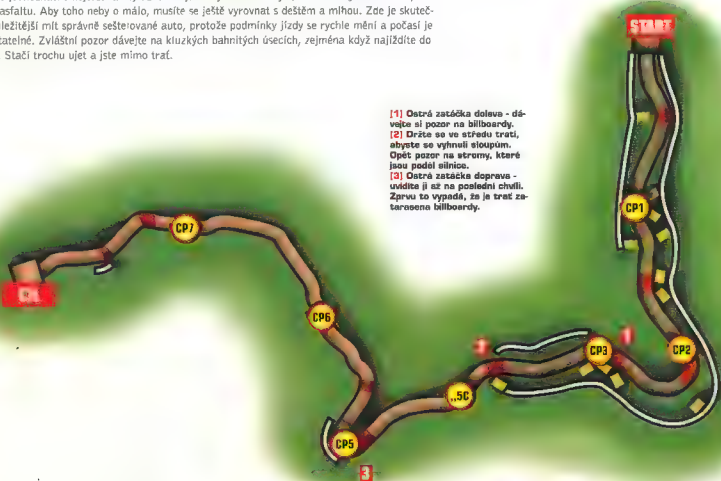 asfaltu. Aby toho neby o málo, musíte se ještě vyrovnat s deštěm a mlhou. Zde je skuteč-
ležitější mít správně seřizované auto, protože podmínky jízdy se rychle mění a počasí je
tatelné. Zvláštní pozor dávejte na kluzkých bahnitých úsecích, zejména když najíždíte do
Stačí trochu ujet a jste mimo trať.
START
[1] Ostrá zatáčka doleva - dá-
vejte si pozor na billboardy.
[2] Držte se ve středu trati,
abyste se vyhnuli sloupům.
Opět pozor na stromy, které
jsou podél silnice.
[3] Ostrá zatáčka doprava -
uvidíte ji až na poslední chvíli.
Zprvu to vypadá, že je trať za-
tarasena billboardy.
CP1
CP7
CP6
CP3
CP2
CP5
3